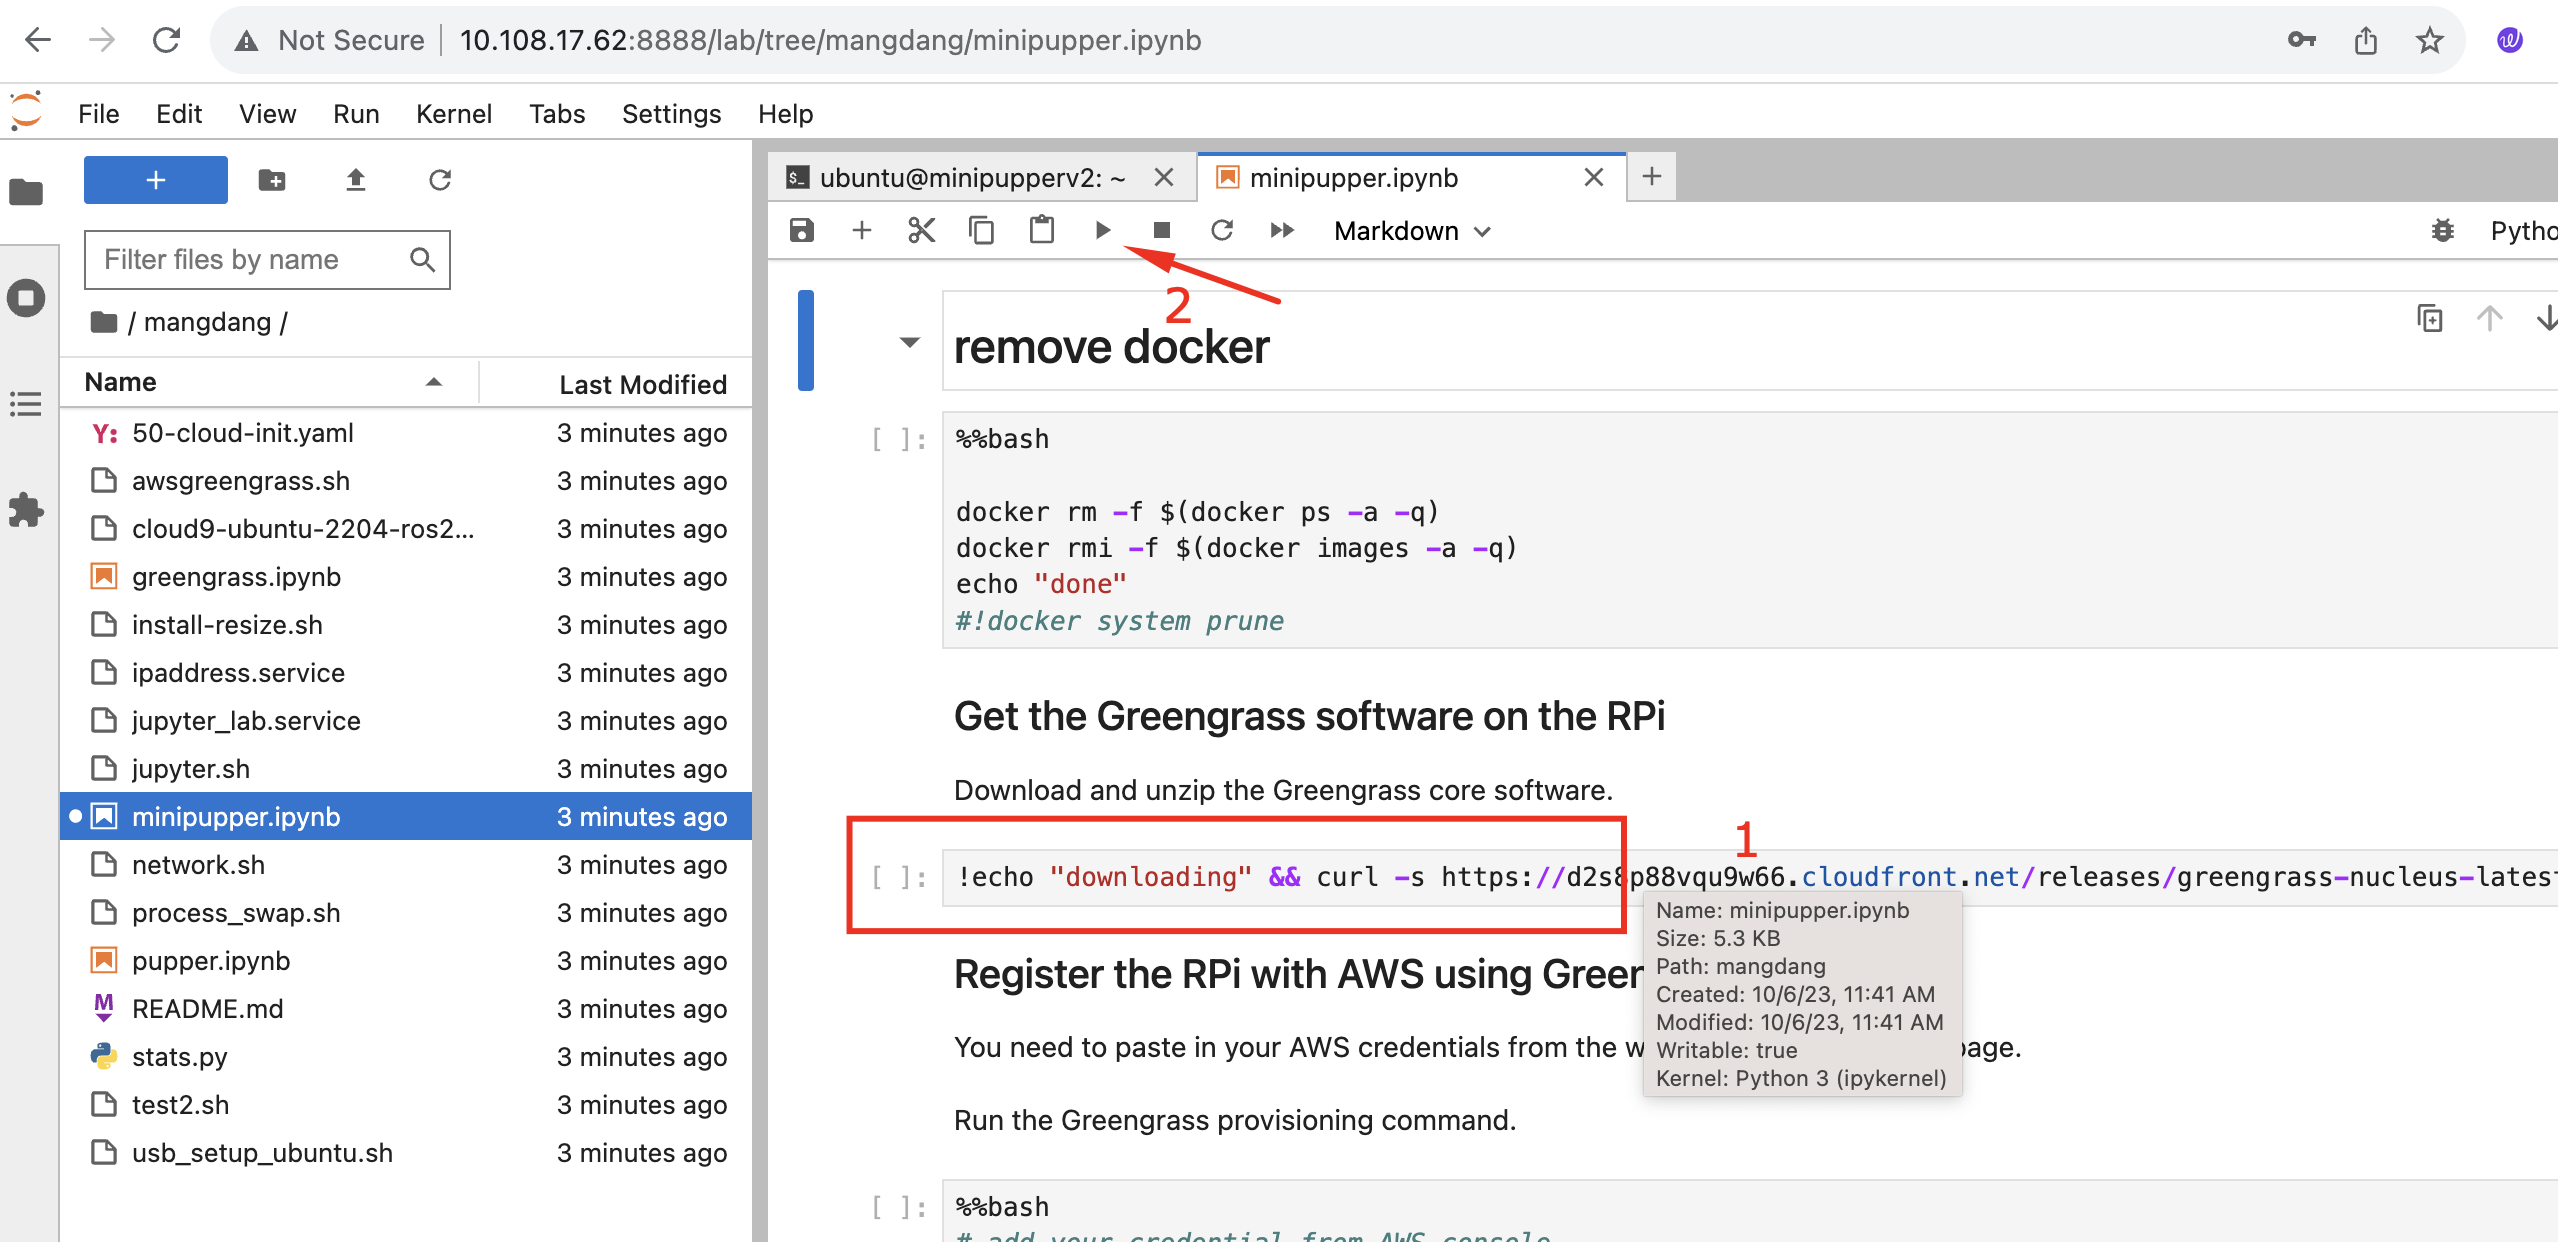 Not Secure 10.108.17.62:8888/lab/tree/mangdang/minipupper.ipynb
File Edit View Run Kernel Tabs Settings Help
Filter files by name
/ mangdang /
Name Last Modified
50-cloud-init.yaml 3 minutes ago
awsgreengrass.sh 3 minutes ago
cloud9-ubuntu-2204-ros2... 3 minutes ago
greengrass.ipynb 3 minutes ago
install-resize.sh 3 minutes ago
ipaddress.service 3 minutes ago
jupyter_lab.service 3 minutes ago
jupyter.sh 3 minutes ago
minipupper.ipynb 3 minutes ago
network.sh 3 minutes ago
process_swap.sh 3 minutes ago
pupper.ipynb 3 minutes ago
README.md 3 minutes ago
stats.py 3 minutes ago
test2.sh 3 minutes ago
usb_setup_ubuntu.sh 3 minutes ago
ubuntu@minipupperv2: ~ minipupper.ipynb
Markdown Pytho
2
remove docker
[ ]: %%bash
docker rm -f $(docker ps -a -q)
docker rmi -f $(docker images -a -q)
echo "done"
#!docker system prune
Get the Greengrass software on the RPi
Download and unzip the Greengrass core software.
1
[ ]: !echo "downloading" && curl -s https://d2s8p88vqu9w66.cloudfront.net/releases/greengrass-nucleus-latest
Name: minipupper.ipynb
Size: 5.3 KB
Path: mangdang
Created: 10/6/23, 11:41 AM
Modified: 10/6/23, 11:41 AM
Writable: true
Kernel: Python 3 (ipykernel)
Register the RPi with AWS using Green
You need to paste in your AWS credentials from the w page.
Run the Greengrass provisioning command.
[ ]: %%bash
# add your credential from AWS console